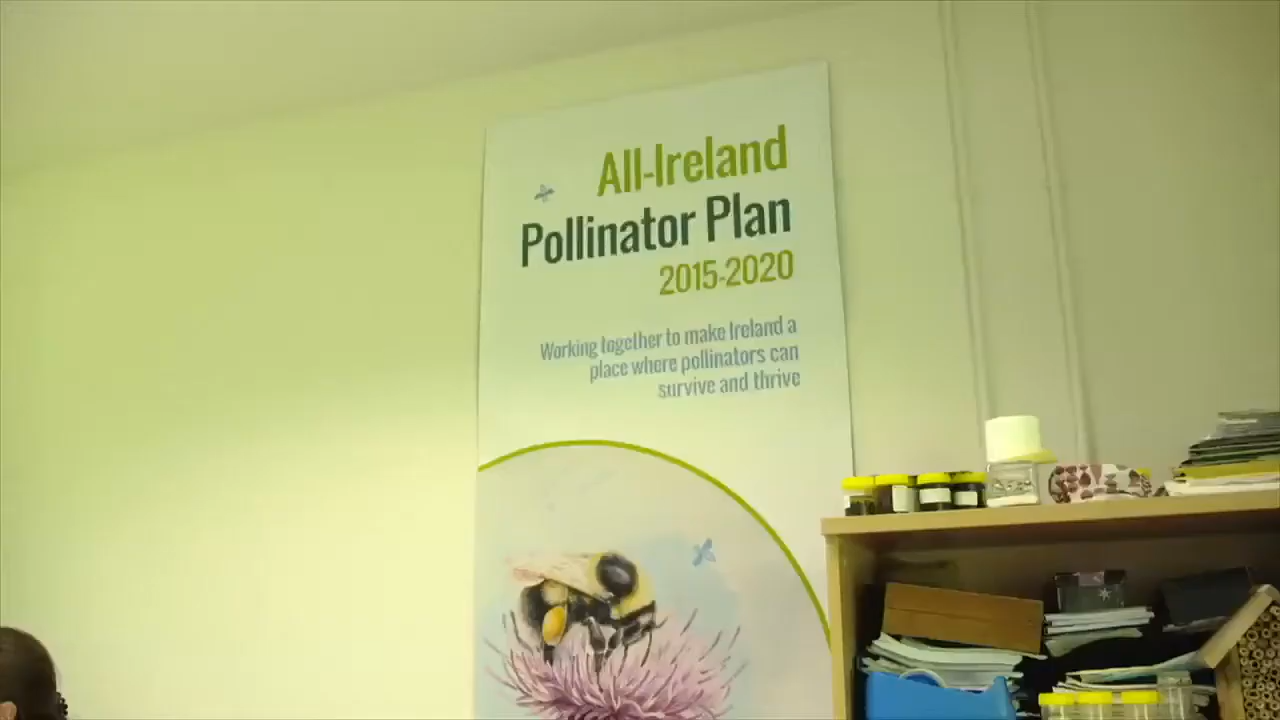 All-Ireland
Pollinator Plan
2015-2020
Working together to make Ireland a
place where pollinators can
survive and thrive